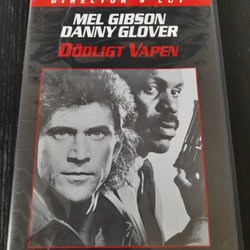 DIRECTOR'S CUT
MEL GIBSON
DANNY GLOVER
DÖDLIGT VAPEN